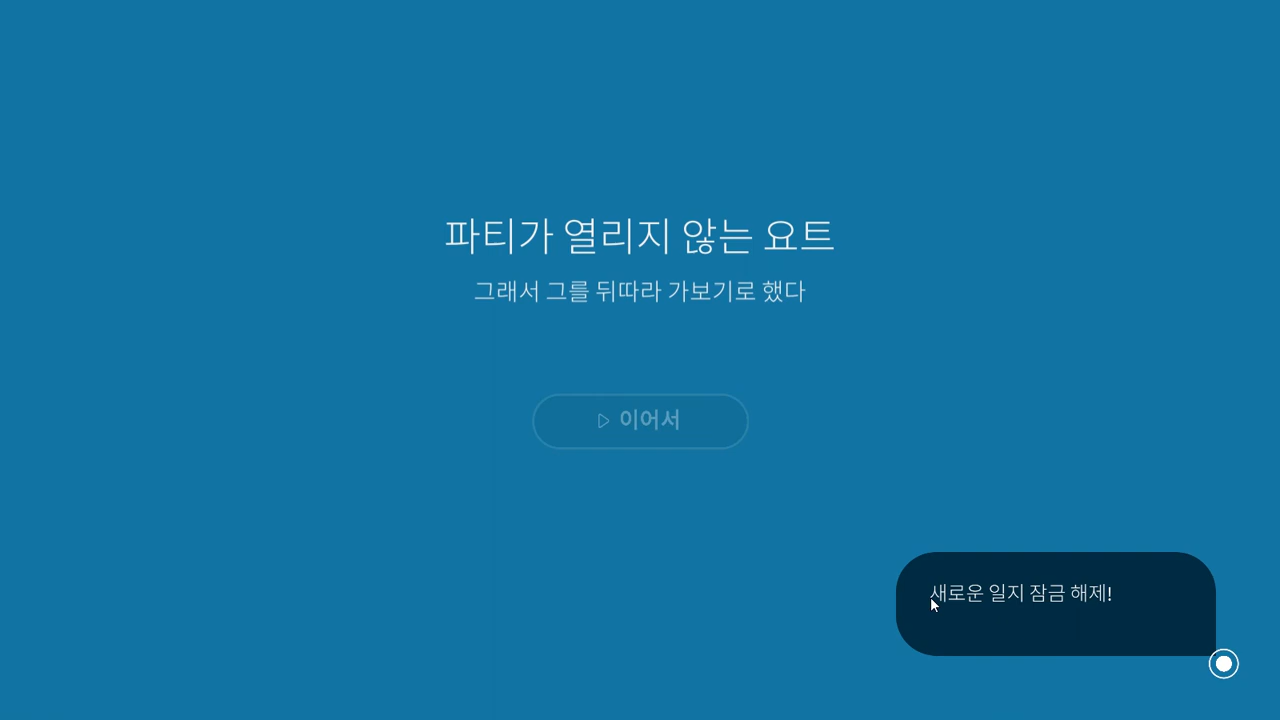 파티가 열리지 않는 요트
그래서 그를 뒤따라 가보기로 했다
이어서
새로운 일지 잠금 해제!